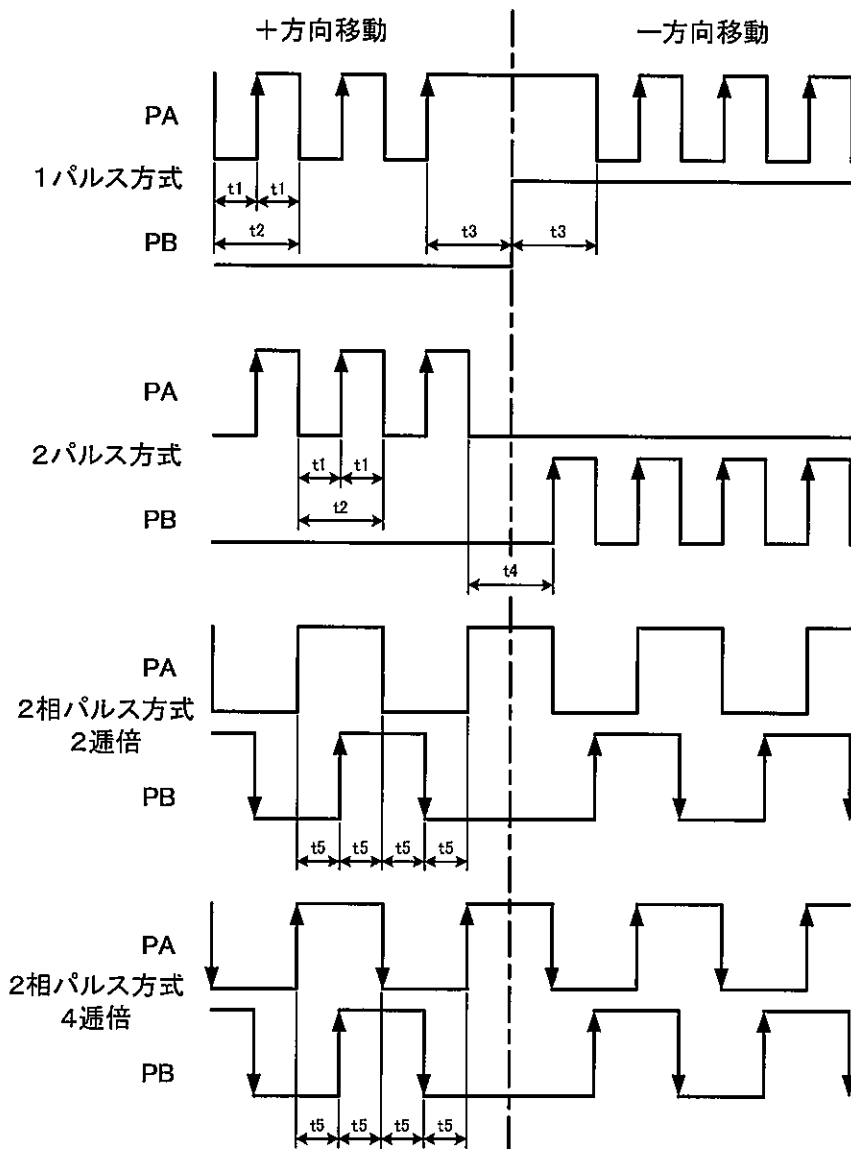 ＋方向移動
－方向移動
PA
1パルス方式
t1 t1
t2
t3 t3
PB
PA
2パルス方式
t1 t1
t2
PB
t4
PA
2相パルス方式
2逓倍
PB
t5 t5 t5 t5
PA
2相パルス方式
4逓倍
PB
t5 t5 t5 t5